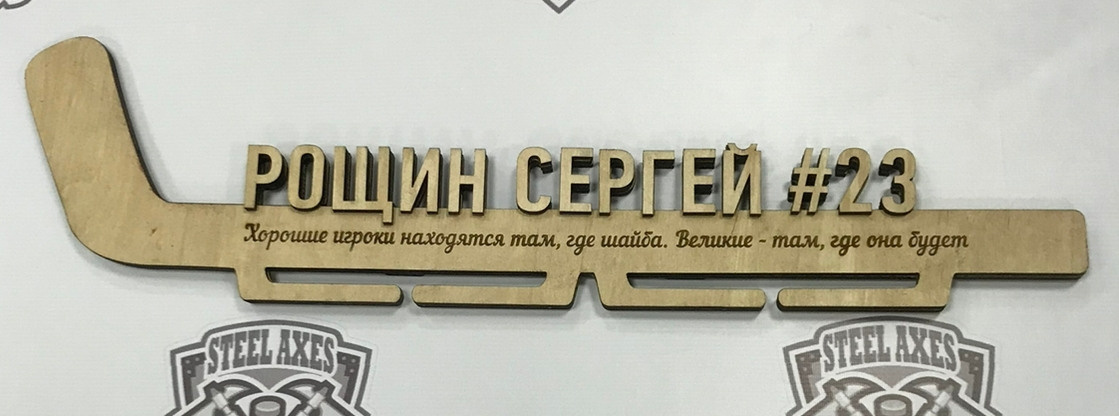 РОЩИН СЕРГЕЙ #23
Хорошие игроки находятся там, где шайба. Великие - там, где она будет
STEEL AXES
STEEL AXES